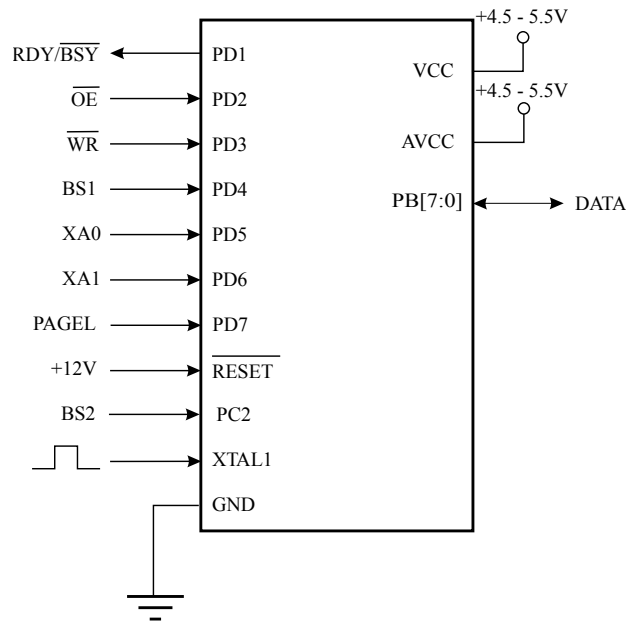 +4.5 - 5.5V
RDY/BSY PD1
VCC
OE PD2
+4.5 - 5.5V
WR PD3
AVCC
BS1 PD4
PB[7:0] DATA
XA0 PD5
XA1 PD6
PAGEL PD7
+12V RESET
BS2 PC2
XTAL1
GND